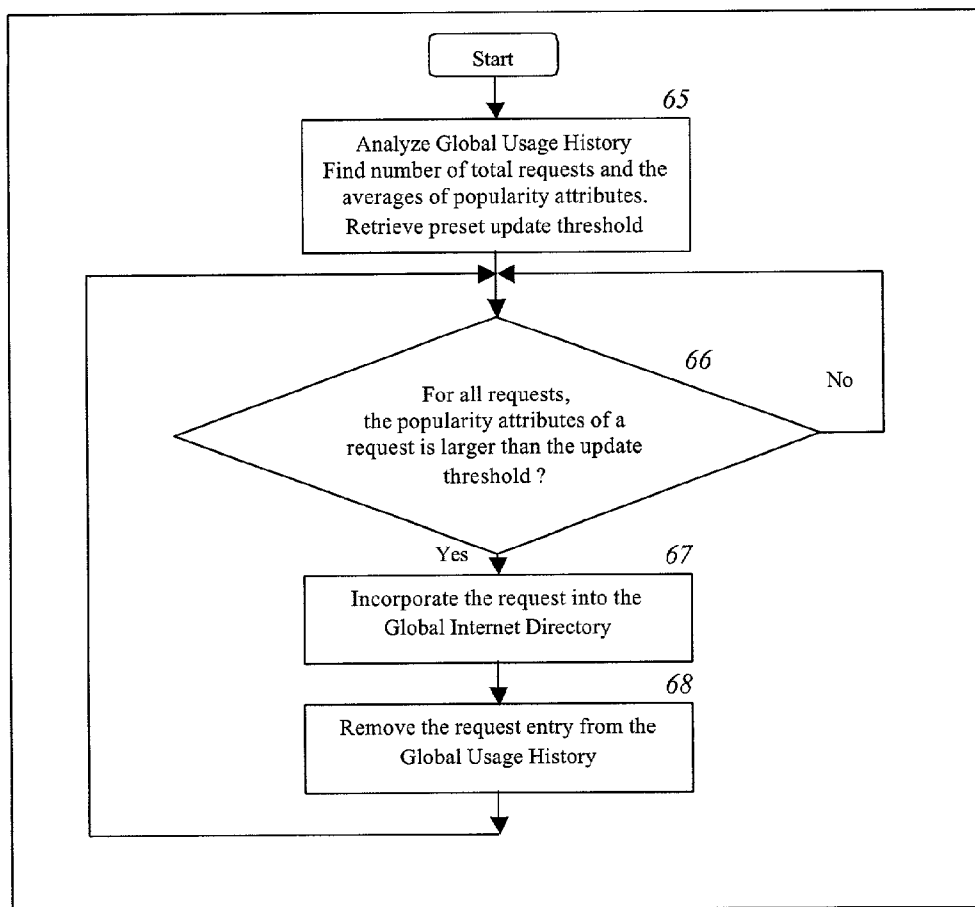 Start
65
Analyze Global Usage History
Find number of total requests and the
averages of popularity attributes.
Retrieve preset update threshold
66
No
For all requests,
the popularity attributes of a
request is larger than the update
threshold ?
Yes
67
Incorporate the request into the
Global Internet Directory
68
Remove the request entry from the
Global Usage History